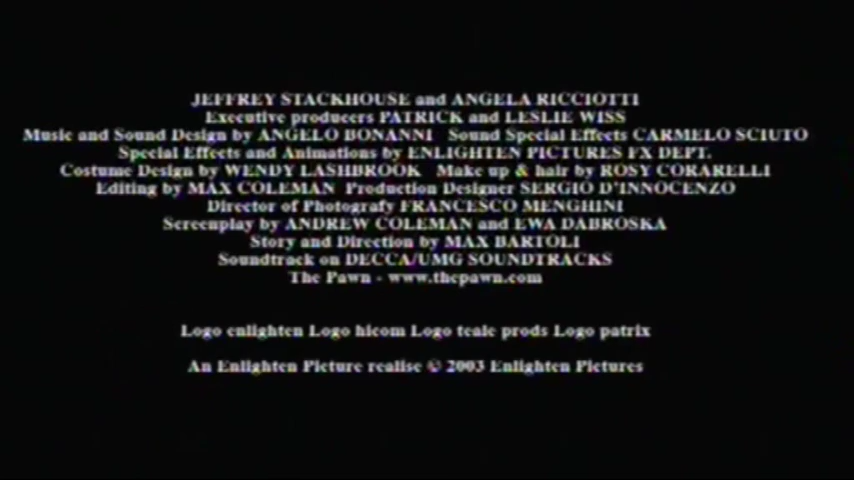 JEFFREY STACKHOUSE and ANGELA RICCIOTTI
Executive producers PATRICK and LESLIE WISS
Music and Sound Design by ANGELO BONANNI Sound Special Effects CARMELO SCIUTO
Special Effects and Animations by ENLIGHTEN PICTURES FX DEPT.
Costume Design by WENDY LASHBROOK Make up & hair by ROSY CORARELLI
Editing by MAX COLEMAN Production Designer SERGIO D'INNOCENZO
Director of Photografy FRANCESCO MENGHINI
Screenplay by ANDREW COLEMAN and EWA DABROSKA
Story and Direction by MAX BARTOLI
Soundtrack on DECCA/UMG SOUNDTRACKS
The Pawn - www.thepawn.com
Logo enlighten Logo hicom Logo teale prods Logo patrix
An Enlighten Picture realise © 2003 Enlighten Pictures